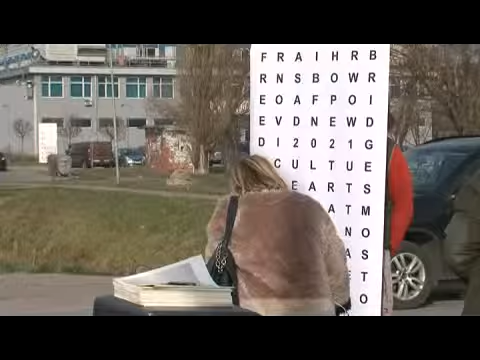 F R A I H R B
R N S B O W R
E O A F P O I
E V D N E W D
D I 2 0 2 1 G
C U L T U E
E A R T S
A T M
N O
A S
E T
O